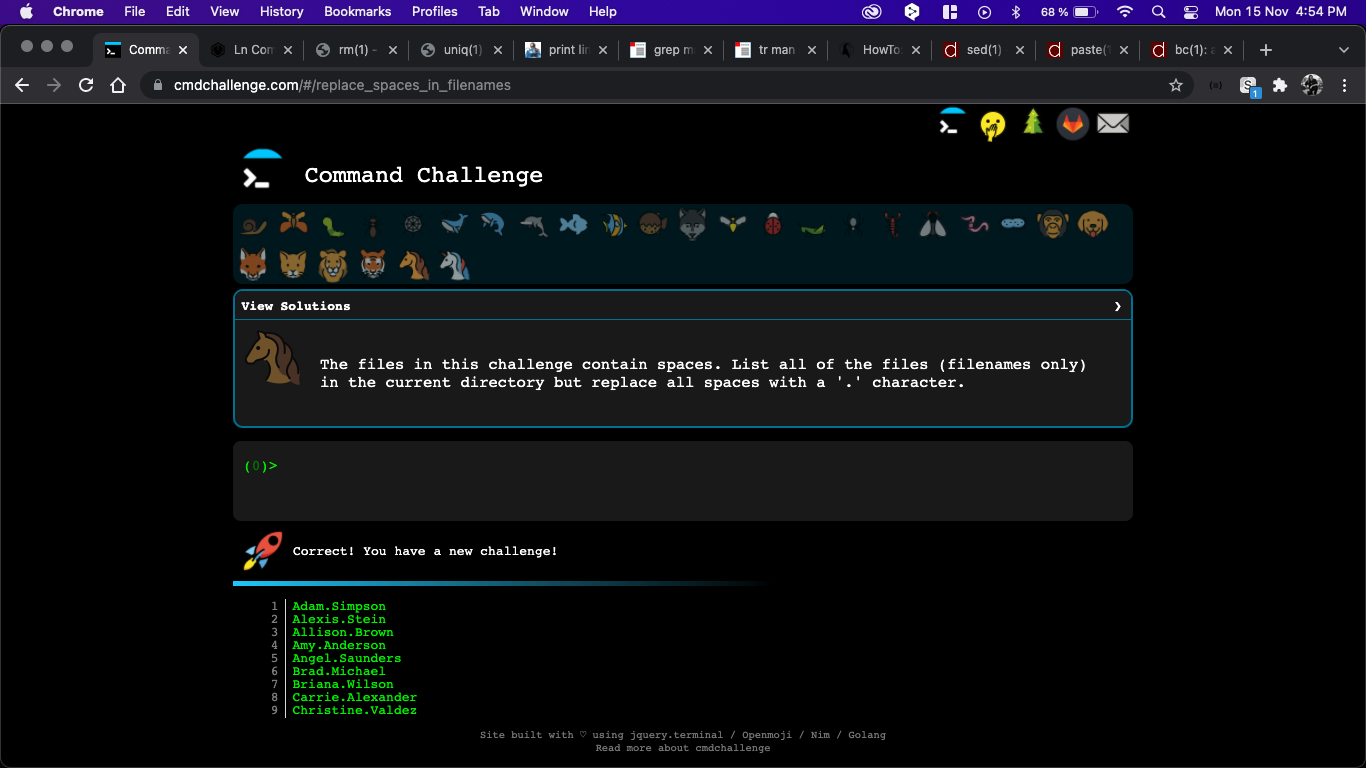 Chrome File Edit View History Bookmarks Profiles Tab Window Help 68 % Mon 15 Nov 4:54 PM
Comma Ln Com rm(1) - uniq(1) print lin grep m tr man HowTo: sed(1) paste(1 bc(1): a
cmdchallenge.com/#/replace_spaces_in_filenames
1
Command Challenge
View Solutions
The files in this challenge contain spaces. List all of the files (filenames only)
in the current directory but replace all spaces with a '.' character.
(0)>
Correct! You have a new challenge!
1 Adam.Simpson
2 Alexis.Stein
3 Allison.Brown
4 Amy.Anderson
5 Angel.Saunders
6 Brad.Michael
7 Briana.Wilson
8 Carrie.Alexander
9 Christine.Valdez
Site built with ♡ using jquery.terminal / Openmoji / Nim / Golang
Read more about cmdchallenge